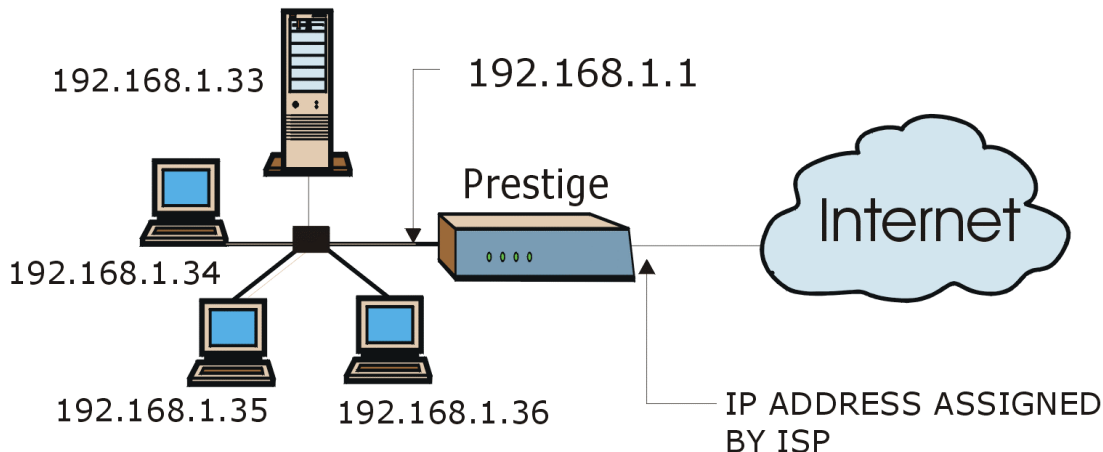 192.168.1.33
192.168.1.1
Prestige
Internet
192.168.1.34
192.168.1.35
192.168.1.36
IP ADDRESS ASSIGNED
BY ISP